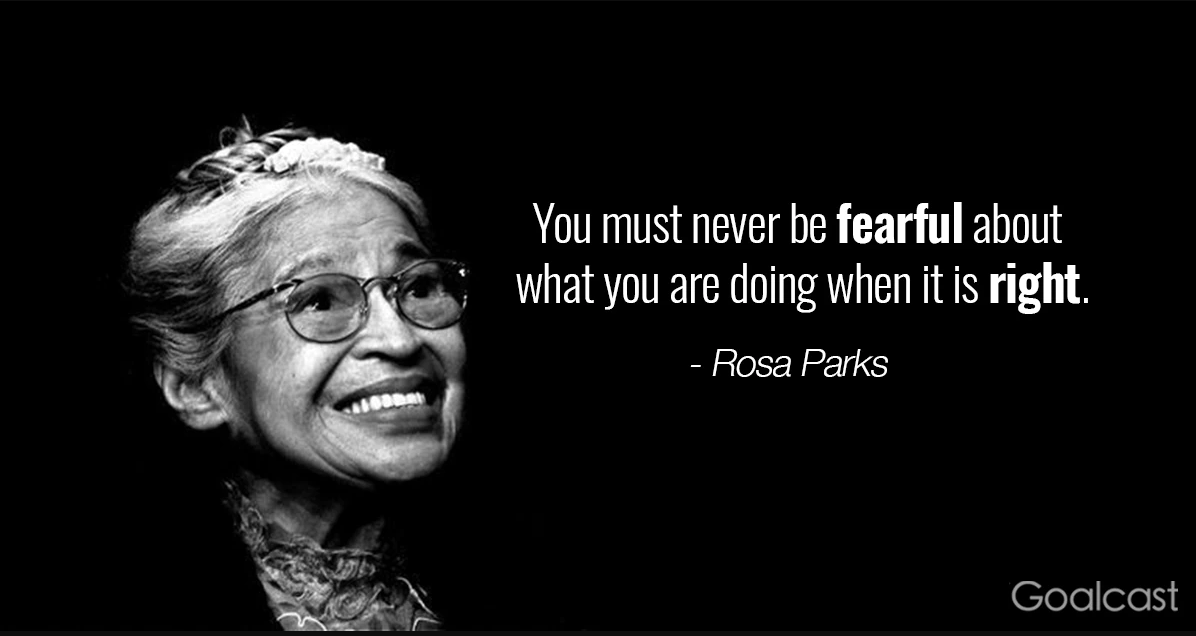 You must never be fearful about
what you are doing when it is right.
- Rosa Parks
Goalcast